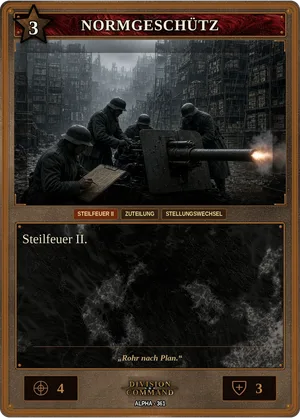 3
NORMGESCHÜTZ
STEILFEUER II
ZUTEILUNG
STELLUNGSWECHSEL
Steilfeuer II.
„Rohr nach Plan.“
4
DIVISION
COMMAND
ALPHA - 361
3